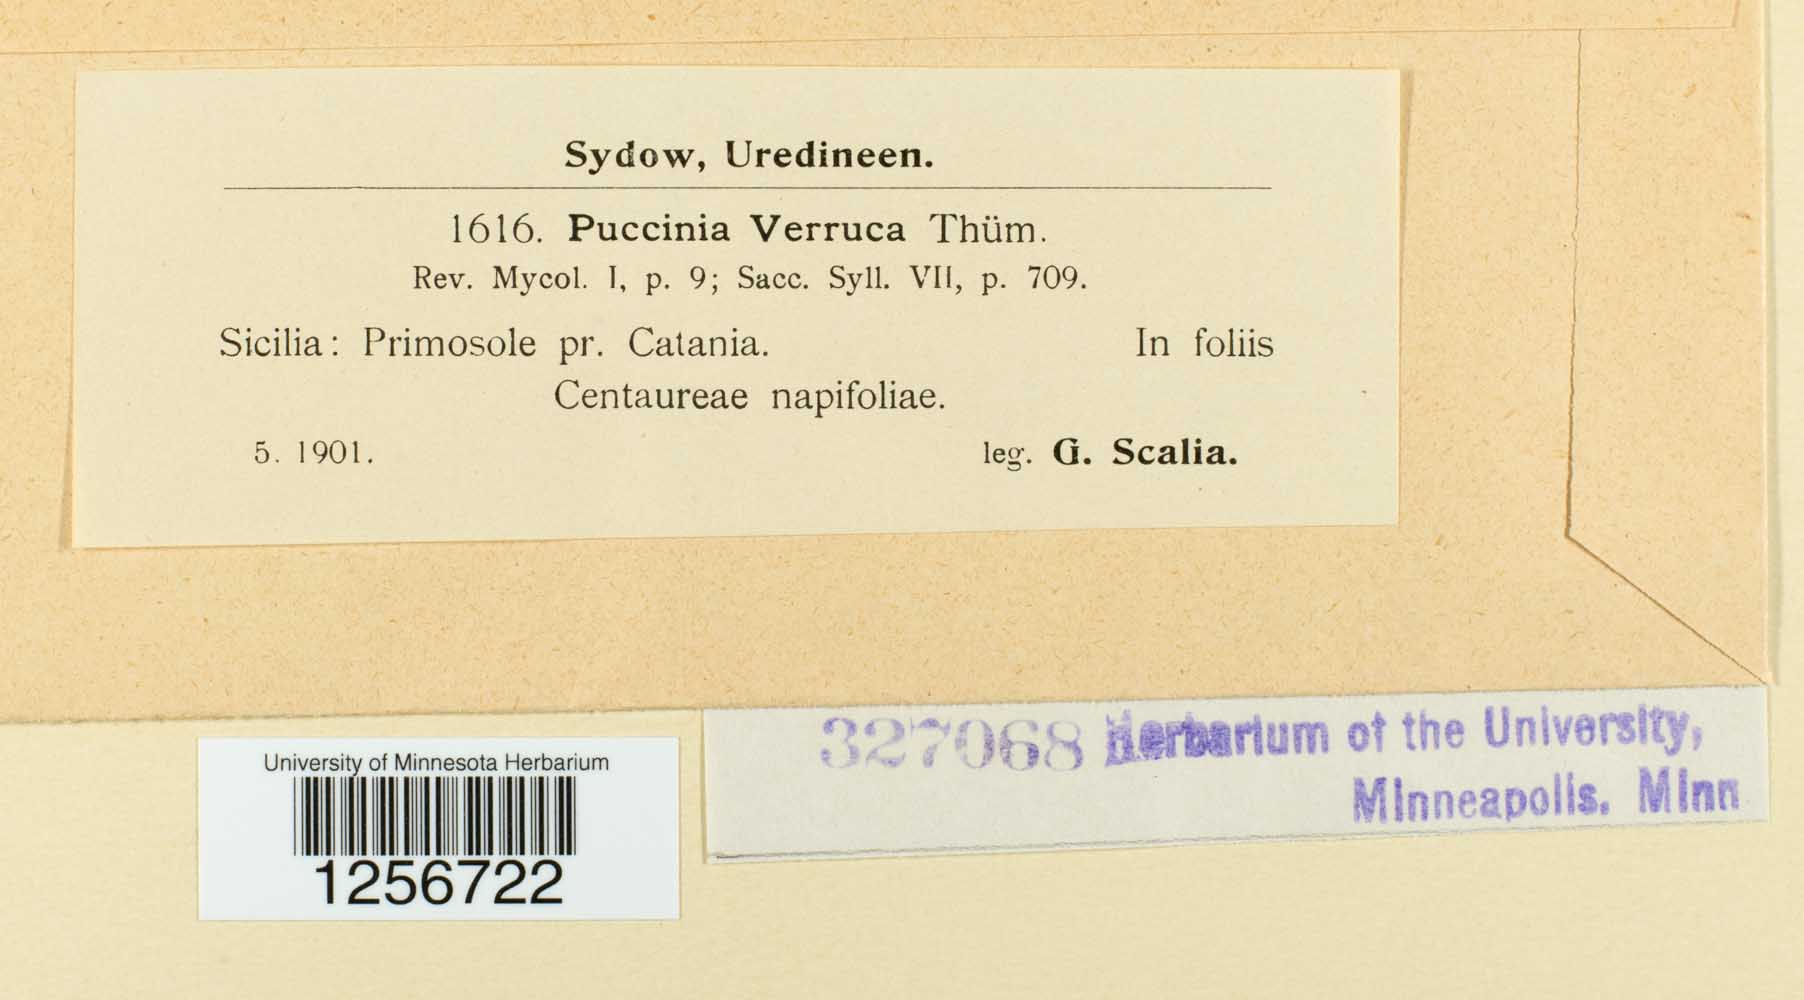 Sydow, Uredineen.
1616. Puccinia Verruca Thüm.
Rev. Mycol. I, p. 9; Sacc. Syll. VII, p. 709.
Sicilia: Primosole pr. Catania. In foliis
Centaureae napifoliae.
5. 1901. leg. G. Scalia.
327068 Herbarium of the University,
Minneapolis. Minn
University of Minnesota Herbarium
1256722